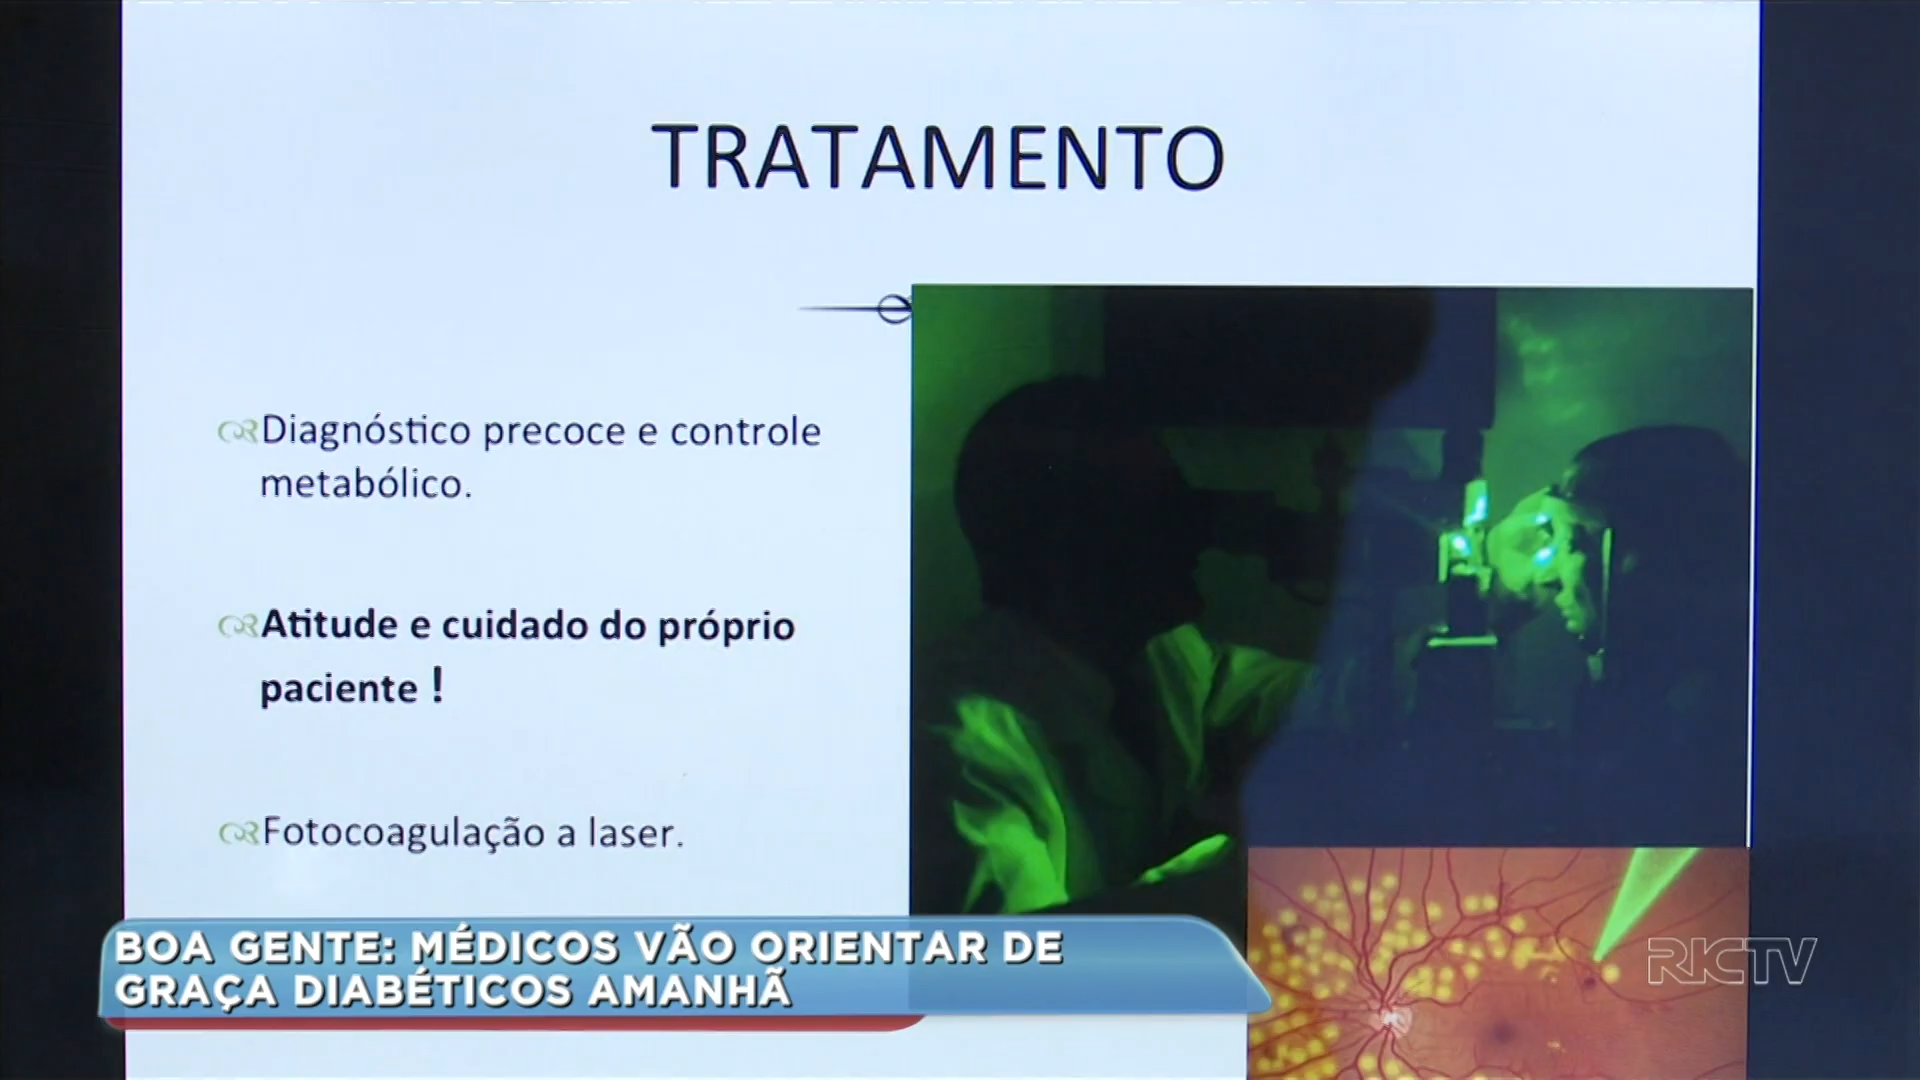 TRATAMENTO
Diagnóstico precoce e controle
metabólico.
Atitude e cuidado do próprio
paciente !
Fotocoagulação a laser.
BOA GENTE: MÉDICOS VÃO ORIENTAR DE
GRAÇA DIABÉTICOS AMANHÃ
RICTV